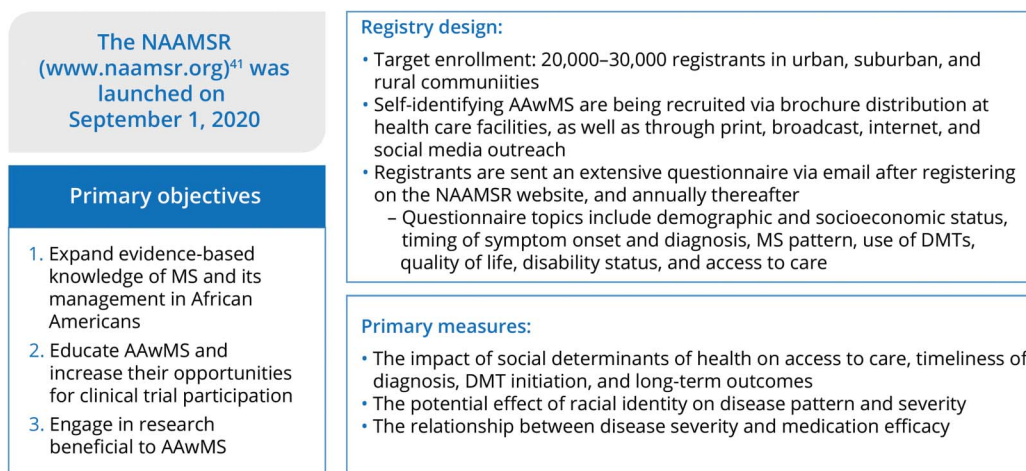 The NAAMSR
(www.naamsr.org)41 was
launched on
September 1, 2020
Primary objectives
1. Expand evidence-based
knowledge of MS and its
management in African
Americans
2. Educate AAwMS and
increase their opportunities
for clinical trial participation
3. Engage in research
beneficial to AAwMS
Registry design:
• Target enrollment: 20,000–30,000 registrants in urban, suburban, and
rural communiities
• Self-identifying AAwMS are being recruited via brochure distribution at
health care facilities, as well as through print, broadcast, internet, and
social media outreach
• Registrants are sent an extensive questionnaire via email after registering
on the NAAMSR website, and annually thereafter
– Questionnaire topics include demographic and socioeconomic status,
timing of symptom onset and diagnosis, MS pattern, use of DMTs,
quality of life, disability status, and access to care
Primary measures:
• The impact of social determinants of health on access to care, timeliness of
diagnosis, DMT initiation, and long-term outcomes
• The potential effect of racial identity on disease pattern and severity
• The relationship between disease severity and medication efficacy